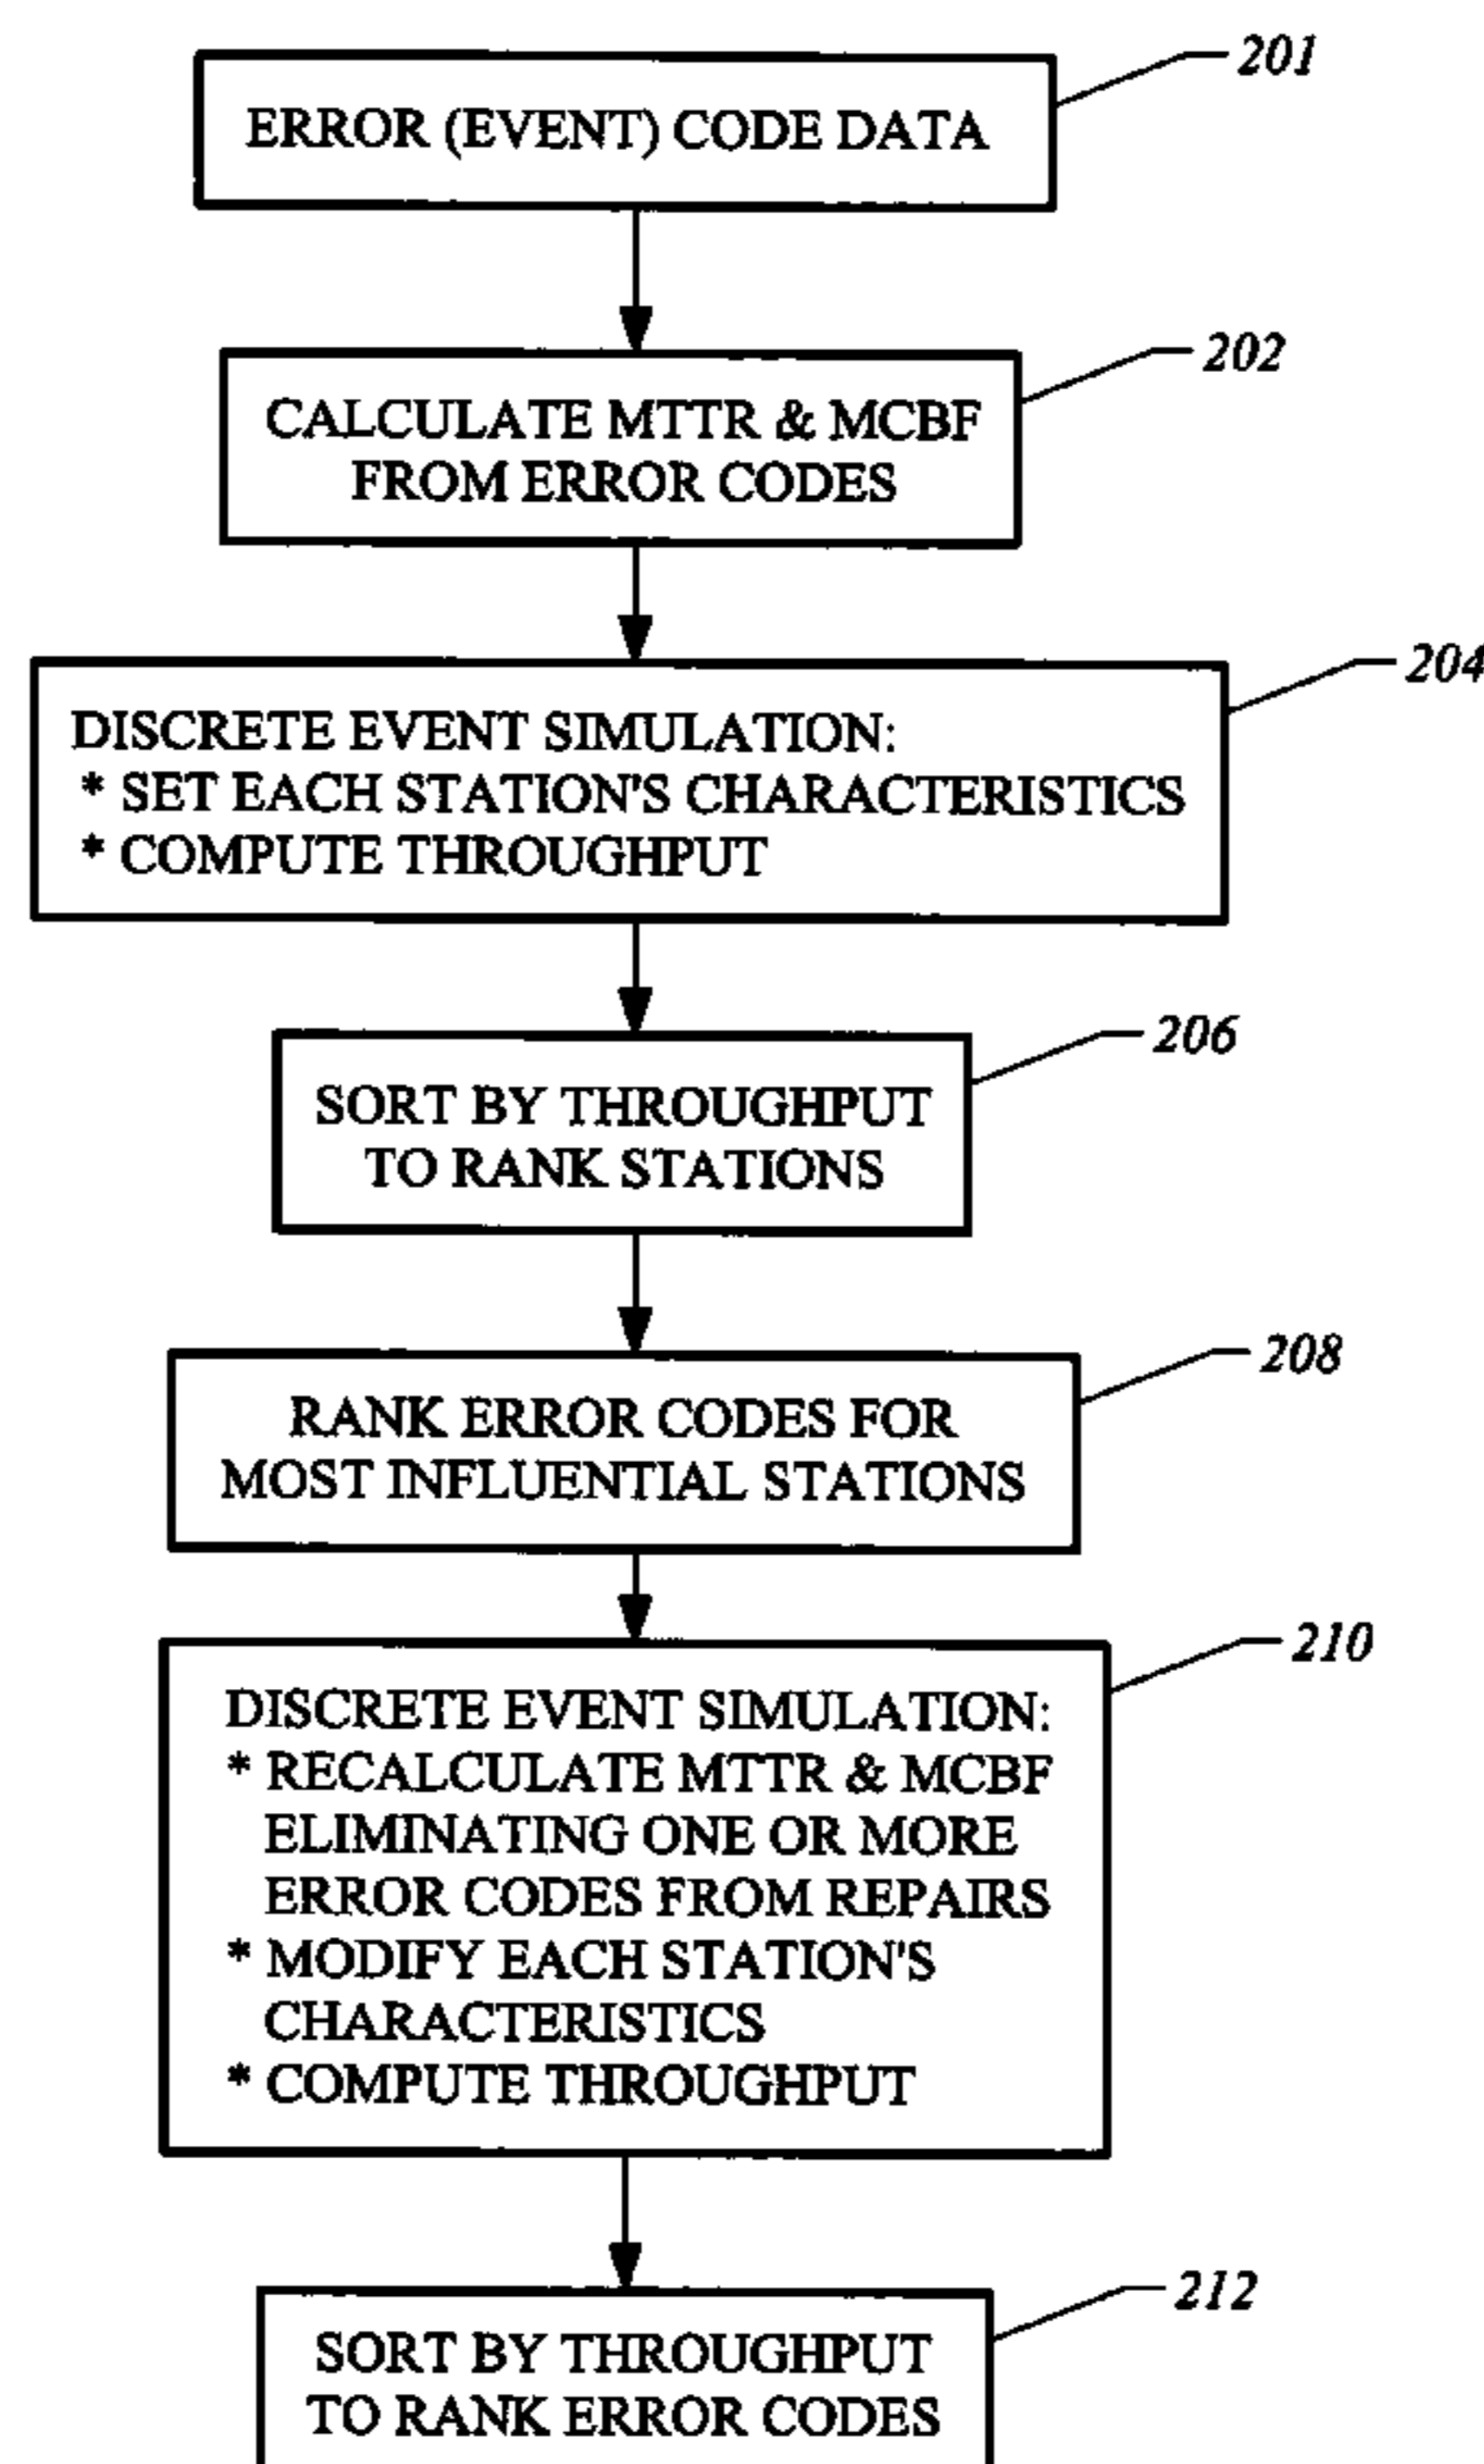 201
ERROR (EVENT) CODE DATA
202
CALCULATE MTTR & MCBF
FROM ERROR CODES
204
DISCRETE EVENT SIMULATION:
* SET EACH STATION'S CHARACTERISTICS
* COMPUTE THROUGHPUT
206
SORT BY THROUGHPUT
TO RANK STATIONS
208
RANK ERROR CODES FOR
MOST INFLUENTIAL STATIONS
210
DISCRETE EVENT SIMULATION:
* RECALCULATE MTTR & MCBF
ELIMINATING ONE OR MORE
ERROR CODES FROM REPAIRS
* MODIFY EACH STATION'S
CHARACTERISTICS
* COMPUTE THROUGHPUT
212
SORT BY THROUGHPUT
TO RANK ERROR CODES